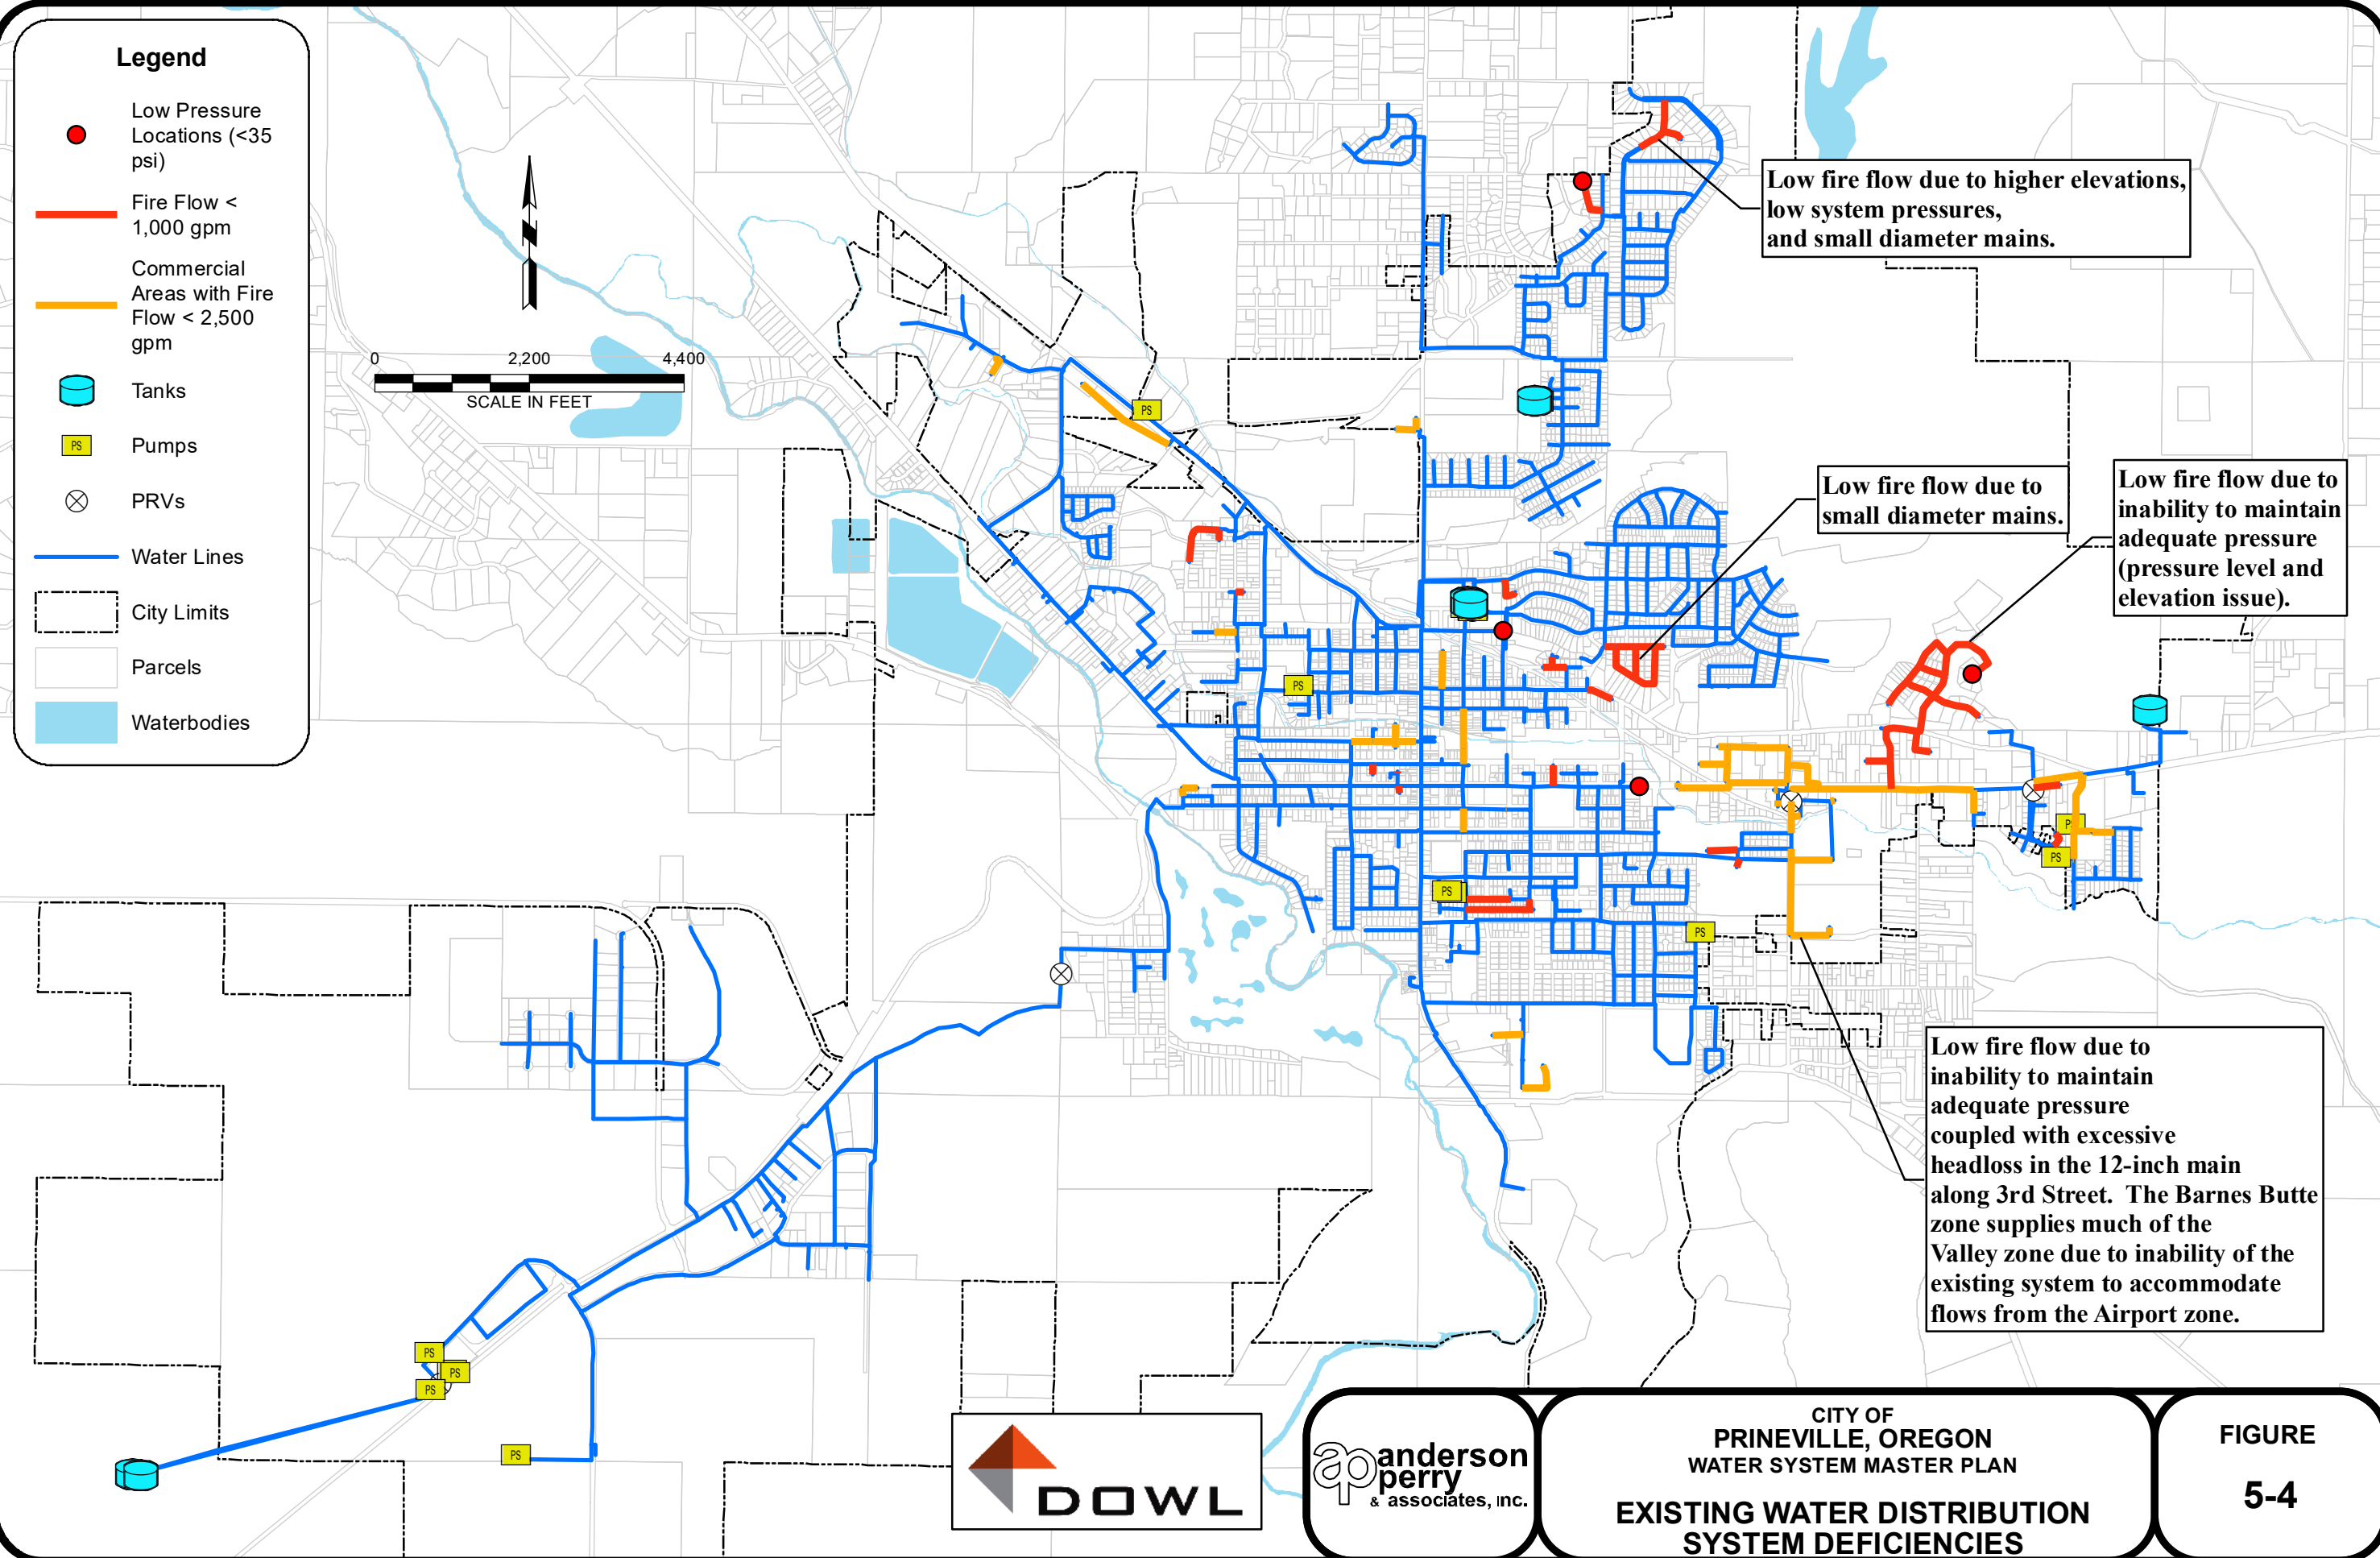 Legend
Low Pressure
Locations (<35
psi)
Fire Flow <
1,000 gpm
Commercial
Areas with Fire
Flow < 2,500
gpm
Tanks
PS
Pumps
PRVs
Water Lines
City Limits
Parcels
Waterbodies
0 2,200 4,400
SCALE IN FEET
Low fire flow due to higher elevations,
low system pressures,
and small diameter mains.
PS
Low fire flow due to
small diameter mains.
Low fire flow due to
inability to maintain
adequate pressure
(pressure level and
elevation issue).
PS
PS
PS
PS
Low fire flow due to
inability to maintain
adequate pressure
coupled with excessive
headloss in the 12-inch main
along 3rd Street. The Barnes Butte
zone supplies much of the
Valley zone due to inability of the
existing system to accommodate
flows from the Airport zone.
PS
PS
PS
PS
DOWL
ap anderson
perry
& associates, inc.
CITY OF
PRINEVILLE, OREGON
WATER SYSTEM MASTER PLAN
EXISTING WATER DISTRIBUTION
SYSTEM DEFICIENCIES
FIGURE
5-4